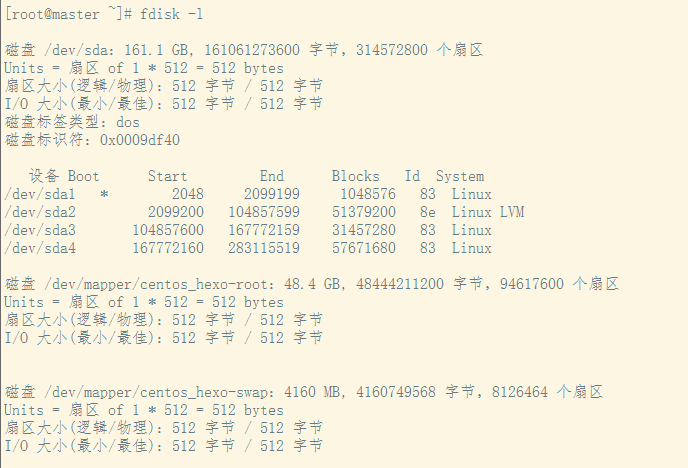 [root@master ~]# fdisk -l
磁盘 /dev/sda：161.1 GB, 161061273600 字节，314572800 个扇区
Units = 扇区 of 1 * 512 = 512 bytes
扇区大小(逻辑/物理)：512 字节 / 512 字节
I/O 大小(最小/最佳)：512 字节 / 512 字节
磁盘标签类型：dos
磁盘标识符：0x0009df40
设备 Boot      Start         End      Blocks   Id  System
/dev/sda1   *        2048     2099199     1048576   83  Linux
/dev/sda2         2099200   104857599    51379200   8e  Linux LVM
/dev/sda3       104857600   167772159    31457280   83  Linux
/dev/sda4       167772160   283115519    57671680   83  Linux
磁盘 /dev/mapper/centos_hexo-root：48.4 GB, 48444211200 字节，94617600 个扇区
Units = 扇区 of 1 * 512 = 512 bytes
扇区大小(逻辑/物理)：512 字节 / 512 字节
I/O 大小(最小/最佳)：512 字节 / 512 字节
磁盘 /dev/mapper/centos_hexo-swap：4160 MB, 4160749568 字节，8126464 个扇区
Units = 扇区 of 1 * 512 = 512 bytes
扇区大小(逻辑/物理)：512 字节 / 512 字节
I/O 大小(最小/最佳)：512 字节 / 512 字节